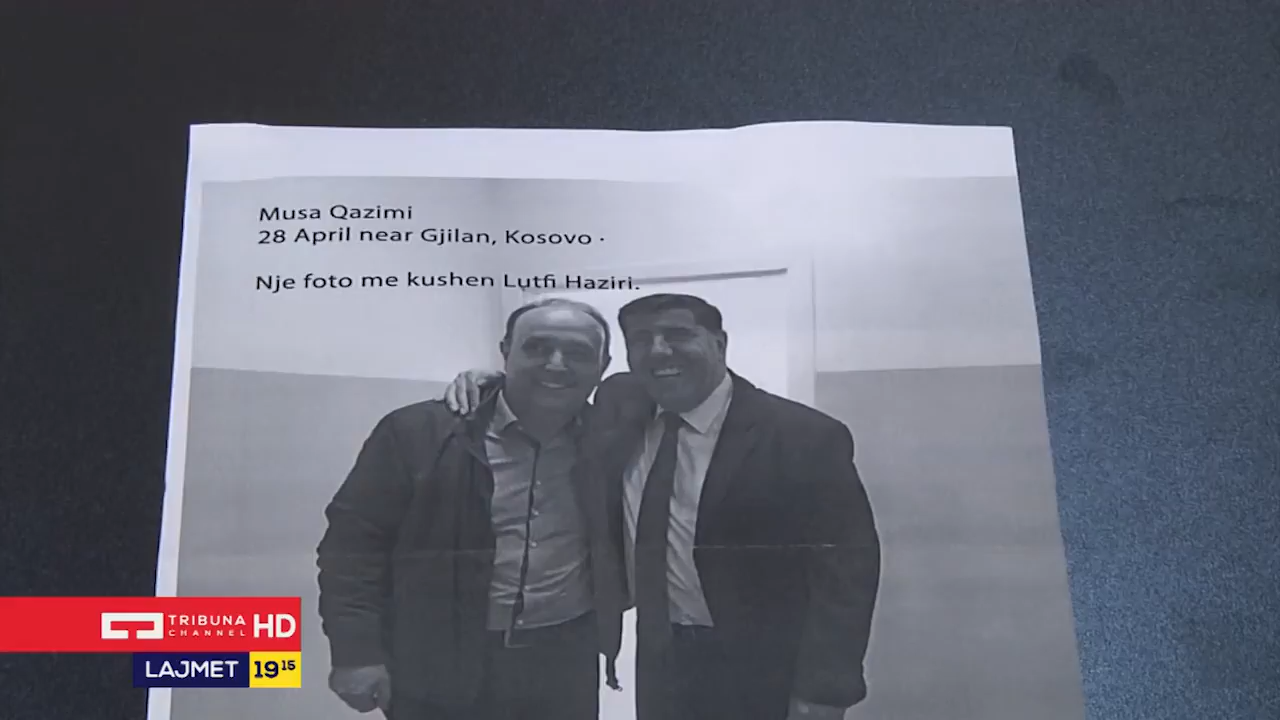 Musa Qazimi
28 April near Gjilan, Kosovo ·
Nje foto me kushen Lutfi Haziri.
TRIBUNA
CHANNEL
HD
LAJMET 19 15